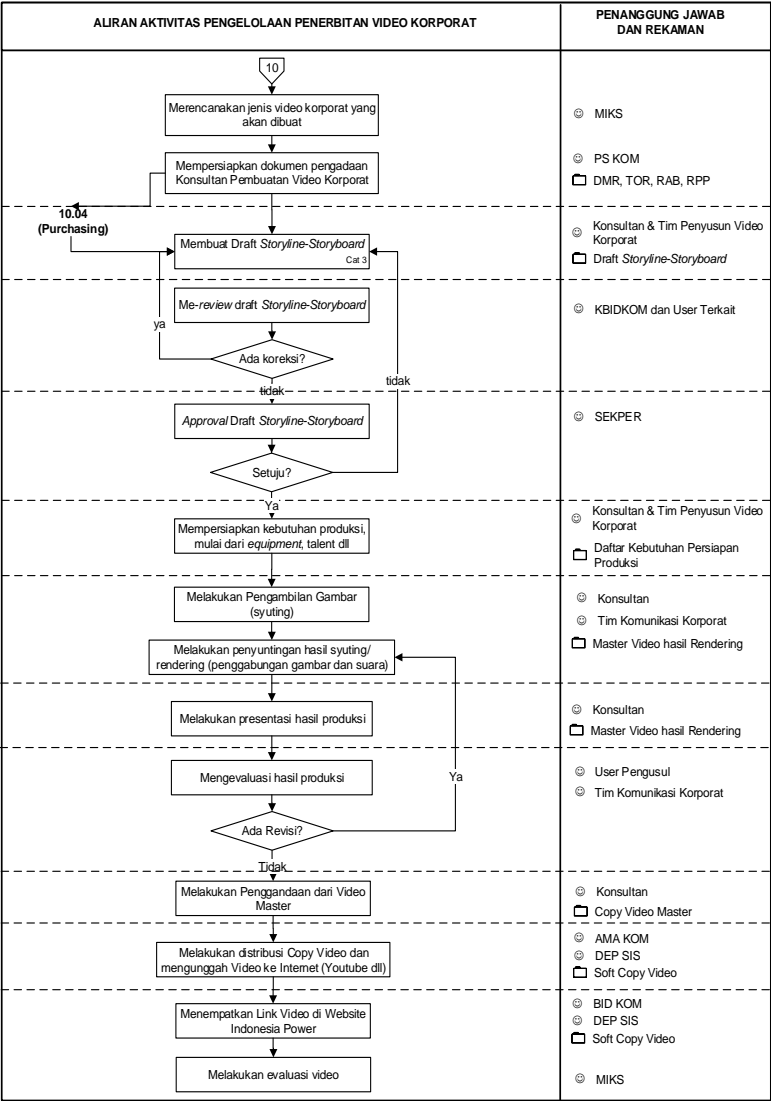 ALIRAN AKTIVITAS PENGELOLAAN PENERBITAN VIDEO KORPORAT
PENANGGUNG JAWAB
DAN REKAMAN
10
Merencanakan jenis video korporat yang
akan dibuat
MIKS
Mempersiapkan dokumen pengadaan
Konsultan Pembuatan Video Korporat
PS KOM
DMR, TOR, RAB, RPP
10.04
(Purchasing)
Membuat Draft Storyline-Storyboard
Cat 3
Konsultan & Tim Penyusun Video
Korporat
Draft Storyline-Storyboard
Me-review draft Storyline-Storyboard
KBIDKOM dan User Terkait
ya
Ada koreksi?
tidak
tidak
Approval Draft Storyline-Storyboard
SEKPER
Setuju?
Ya
Mempersiapkan kebutuhan produksi,
mulai dari equipment, talent dll
Konsultan & Tim Penyusun Video
Korporat
Daftar Kebutuhan Persiapan
Produksi
Melakukan Pengambilan Gambar
(syuting)
Konsultan
Tim Komunikasi Korporat
Melakukan penyuntingan hasil syuting/
rendering (penggabungan gambar dan suara)
Master Video hasil Rendering
Melakukan presentasi hasil produksi
Konsultan
Master Video hasil Rendering
Mengevaluasi hasil produksi
Ya
User Pengusul
Tim Komunikasi Korporat
Ada Revisi?
Tidak
Melakukan Penggandaan dari Video
Master
Konsultan
Copy Video Master
Melakukan distribusi Copy Video dan
mengunggah Video ke Internet (Youtube dll)
AMA KOM
DEP SIS
Soft Copy Video
Menempatkan Link Video di Website
Indonesia Power
BID KOM
DEP SIS
Soft Copy Video
Melakukan evaluasi video
MIKS